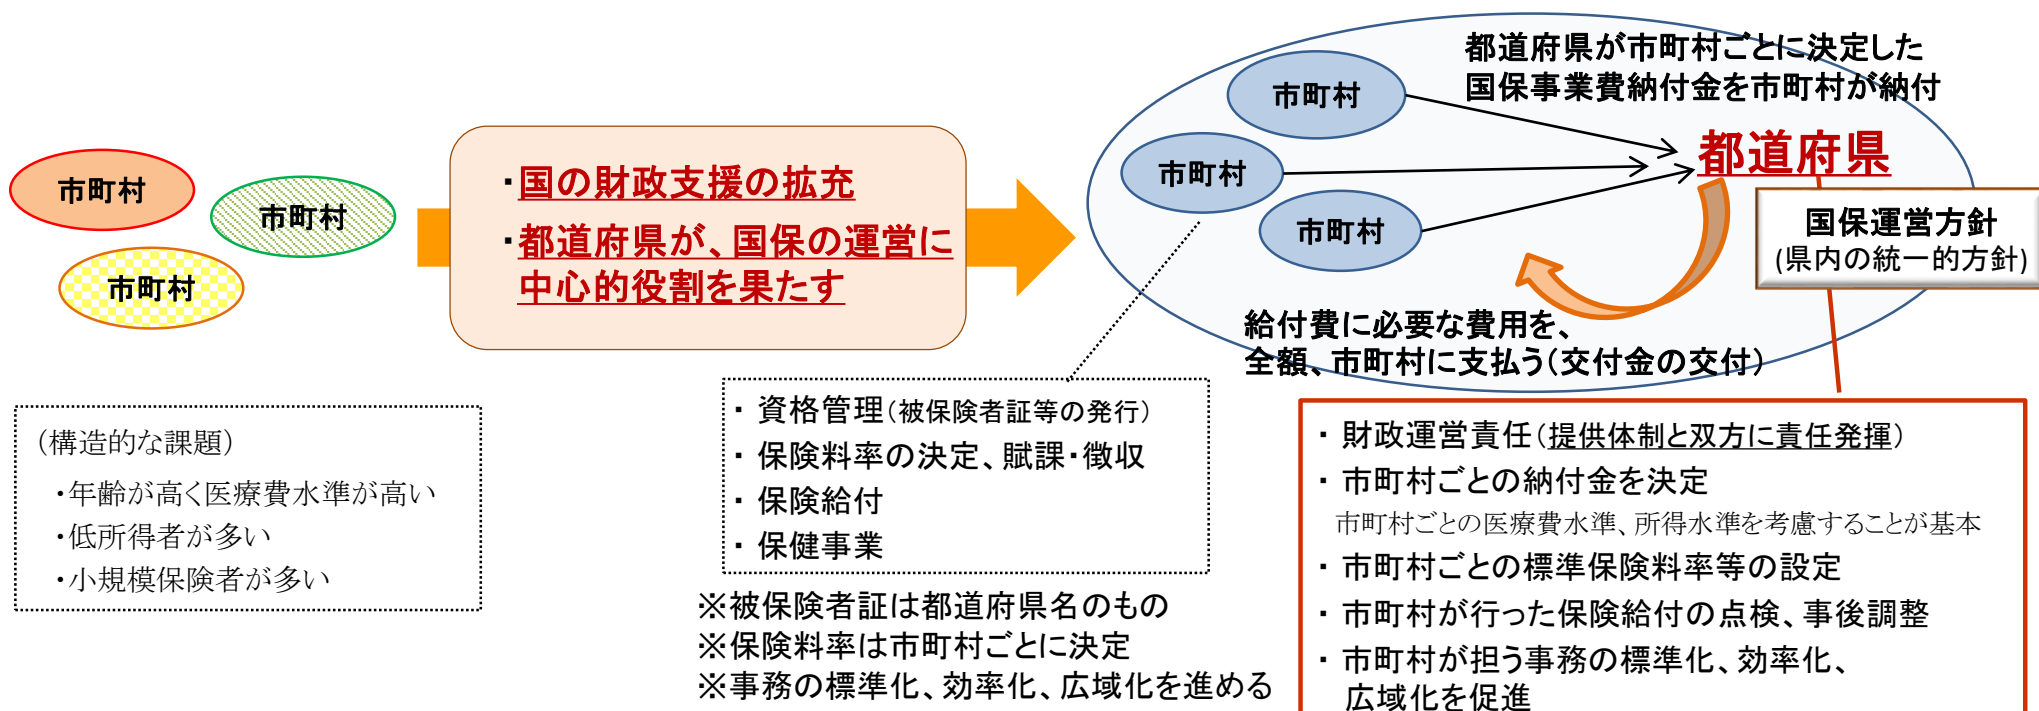 市町村
市町村
市町村
（構造的な課題）
・年齢が高く医療費水準が高い
・低所得者が多い
・小規模保険者が多い
・国の財政支援の拡充
・都道府県が、国保の運営に
中心的役割を果たす
都道府県が市町村ごとに決定した
国保事業費納付金を市町村が納付
市町村
市町村
市町村
都道府県
国保運営方針
(県内の統一的方針)
給付費に必要な費用を、
全額、市町村に支払う（交付金の交付）
・ 資格管理（被保険者証等の発行）
・ 保険料率の決定、賦課・徴収
・ 保険給付
・ 保健事業
※被保険者証は都道府県名のもの
※保険料率は市町村ごとに決定
※事務の標準化、効率化、広域化を進める
・ 財政運営責任（提供体制と双方に責任発揮）
・ 市町村ごとの納付金を決定
市町村ごとの医療費水準、所得水準を考慮することが基本
・ 市町村ごとの標準保険料率等の設定
・ 市町村が行った保険給付の点検、事後調整
・ 市町村が担う事務の標準化、効率化、
広域化を促進